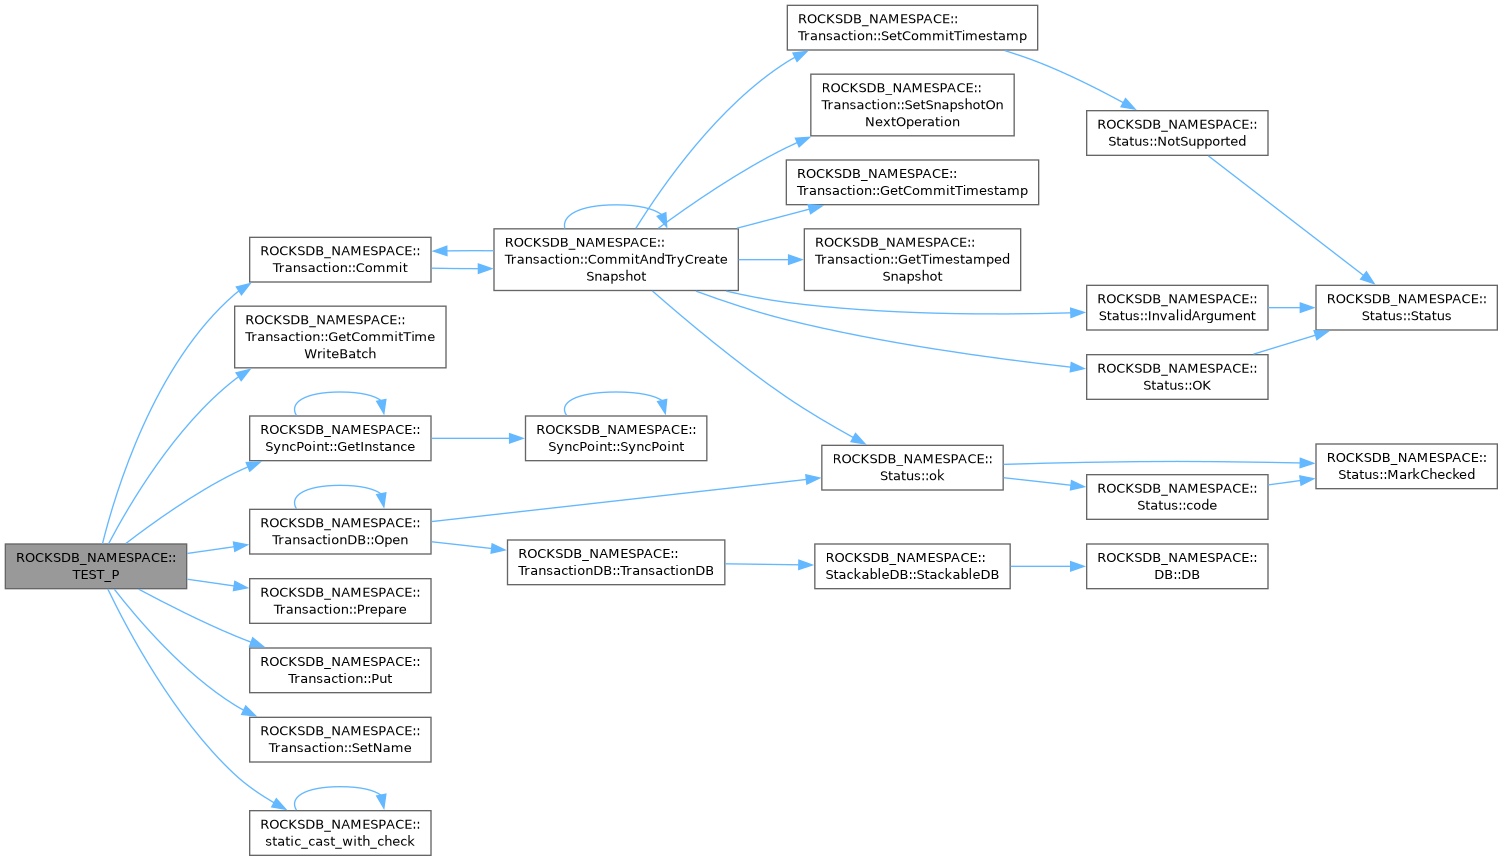 ROCKSDB_NAMESPACE::
Transaction::SetCommitTimestamp
ROCKSDB_NAMESPACE::
Transaction::SetSnapshotOn
NextOperation
ROCKSDB_NAMESPACE::
Status::NotSupported
ROCKSDB_NAMESPACE::
Transaction::GetCommitTimestamp
ROCKSDB_NAMESPACE::
Transaction::Commit
ROCKSDB_NAMESPACE::
Transaction::CommitAndTryCreate
Snapshot
ROCKSDB_NAMESPACE::
Transaction::GetTimestamped
Snapshot
ROCKSDB_NAMESPACE::
Status::InvalidArgument
ROCKSDB_NAMESPACE::
Status::Status
ROCKSDB_NAMESPACE::
Transaction::GetCommitTime
WriteBatch
ROCKSDB_NAMESPACE::
Status::OK
ROCKSDB_NAMESPACE::
SyncPoint::GetInstance
ROCKSDB_NAMESPACE::
SyncPoint::SyncPoint
ROCKSDB_NAMESPACE::
Status::ok
ROCKSDB_NAMESPACE::
Status::MarkChecked
ROCKSDB_NAMESPACE::
Status::code
ROCKSDB_NAMESPACE::
TransactionDB::Open
ROCKSDB_NAMESPACE::
TEST_P
ROCKSDB_NAMESPACE::
TransactionDB::TransactionDB
ROCKSDB_NAMESPACE::
StackableDB::StackableDB
ROCKSDB_NAMESPACE::
DB::DB
ROCKSDB_NAMESPACE::
Transaction::Prepare
ROCKSDB_NAMESPACE::
Transaction::Put
ROCKSDB_NAMESPACE::
Transaction::SetName
ROCKSDB_NAMESPACE::
static_cast_with_check